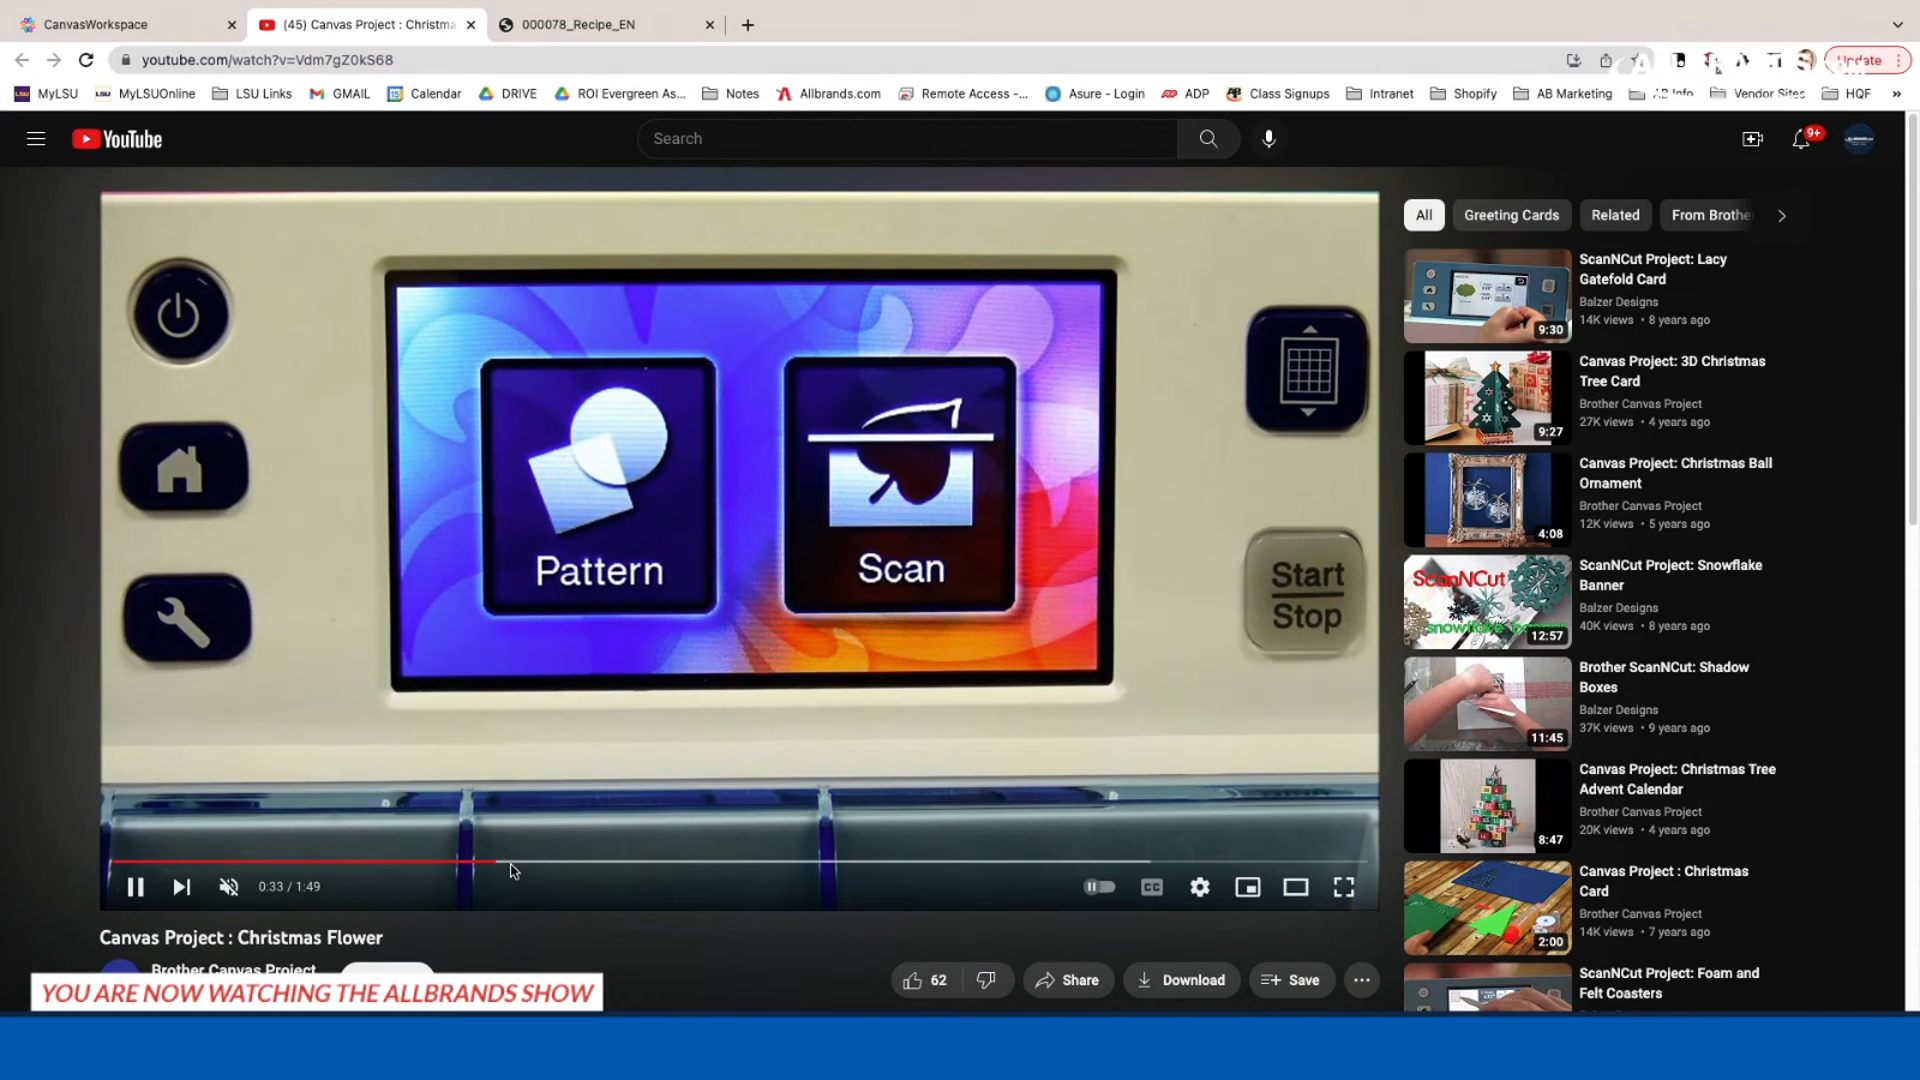 CanvasWorkspace
(45) Canvas Project : Christma
000078_Recipe_EN
youtube.com/watch?v=Vdm7gZ0kS68
Update
MyLSU
MyLSUOnline
LSU Links
GMAIL
Calendar
DRIVE
ROI Evergreen As...
Notes
Allbrands.com
Remote Access -...
Asure - Login
ADP
Class Signups
Intranet
Shopify
AB Marketing
AB Info
Vendor Sites
HQF
»
YouTube
Search
9+
Pattern
Scan
Start
Stop
0:33 / 1:49
CC
Canvas Project : Christmas Flower
Brother Canvas Project
62
Share
Download
Save
YOU ARE NOW WATCHING THE ALLBRANDS SHOW
All
Greeting Cards
Related
From Brothe
ScanNCut Project: Lacy
Gatefold Card
Balzer Designs
14K views • 8 years ago
9:30
Canvas Project: 3D Christmas
Tree Card
Brother Canvas Project
27K views • 4 years ago
9:27
Canvas Project: Christmas Ball
Ornament
Brother Canvas Project
12K views • 5 years ago
4:08
ScanNCut Project: Snowflake
Banner
Balzer Designs
40K views • 8 years ago
ScanNCut
snowflake
12:57
Brother ScanNCut: Shadow
Boxes
Balzer Designs
37K views • 9 years ago
11:45
Canvas Project: Christmas Tree
Advent Calendar
Brother Canvas Project
20K views • 4 years ago
8:47
Canvas Project : Christmas
Card
Brother Canvas Project
14K views • 7 years ago
2:00
ScanNCut Project: Foam and
Felt Coasters